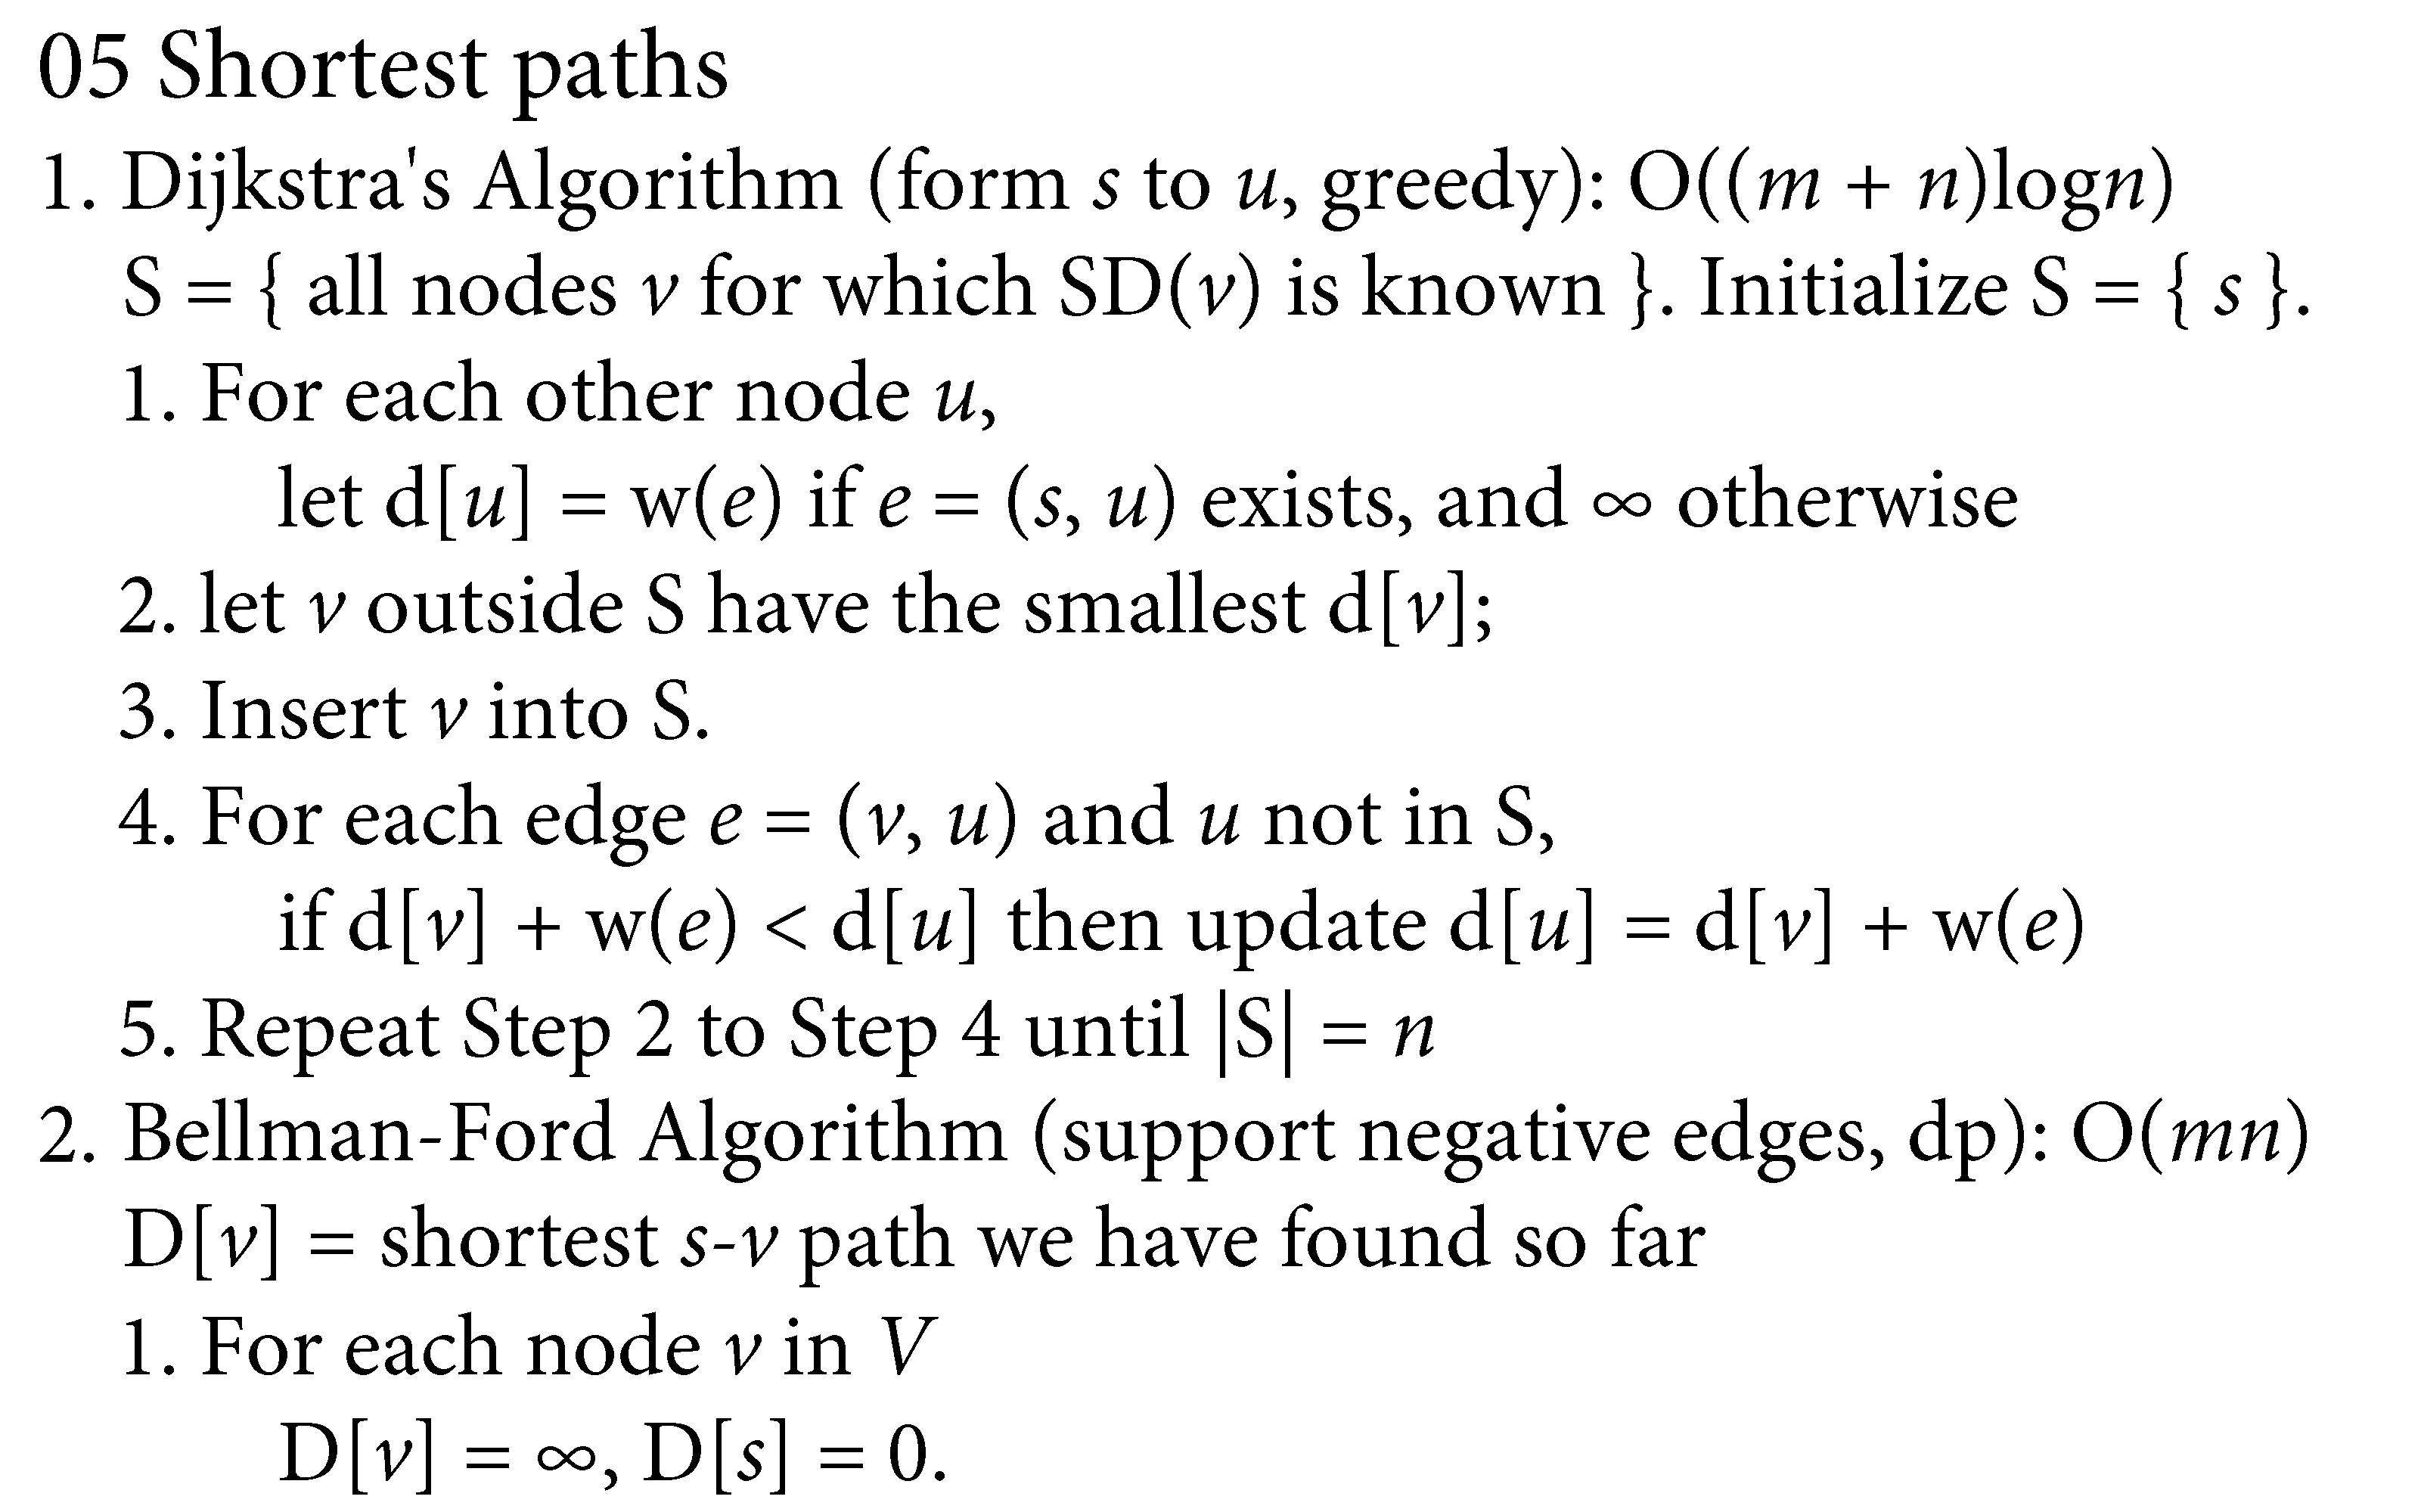 05 Shortest paths
1. Dijkstra's Algorithm (form s to u, greedy): O((m + n)logn)
S = { all nodes v for which SD(v) is known }. Initialize S = { s }.
1. For each other node u,
let d[u] = w(e) if e = (s, u) exists, and ∞ otherwise
2. let v outside S have the smallest d[v];
3. Insert v into S.
4. For each edge e = (v, u) and u not in S,
if d[v] + w(e) < d[u] then update d[u] = d[v] + w(e)
5. Repeat Step 2 to Step 4 until |S| = n
2. Bellman-Ford Algorithm (support negative edges, dp): O(mn)
D[v] = shortest s-v path we have found so far
1. For each node v in V
D[v] = ∞, D[s] = 0.